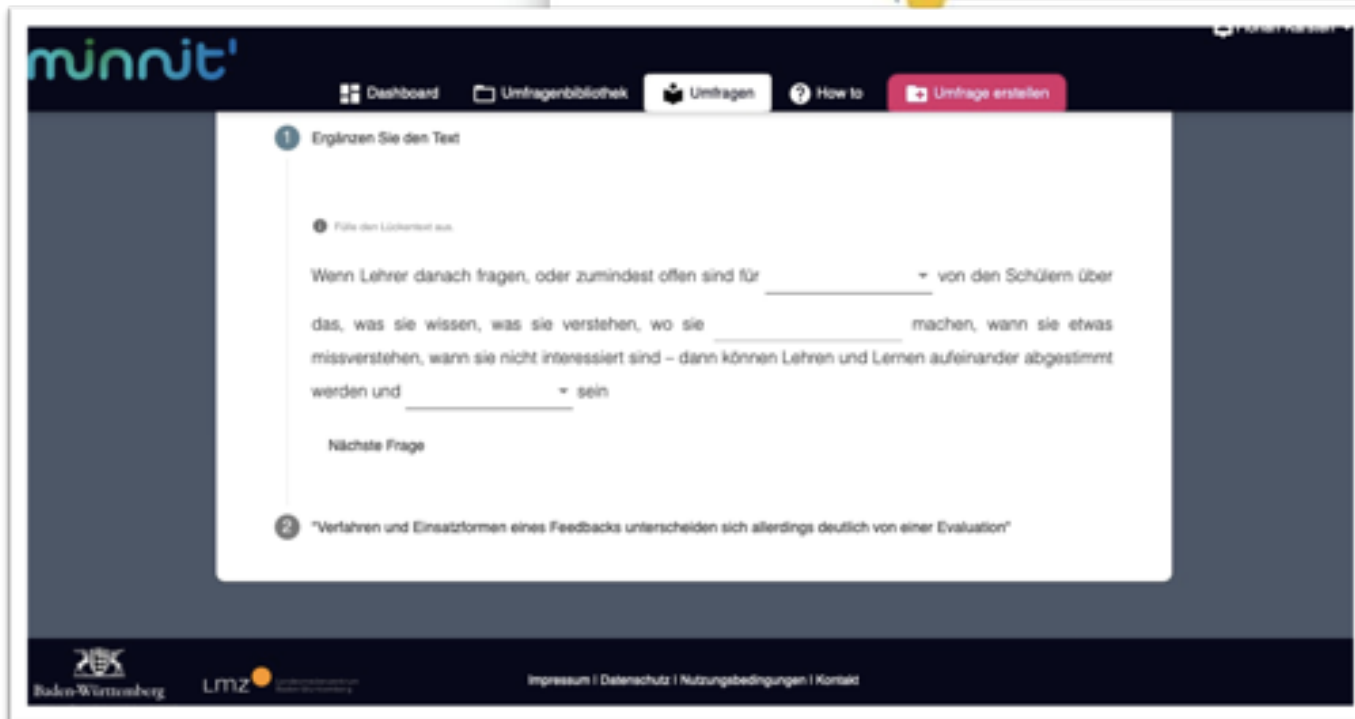 minnit'
Dashboard Umfragenbibliothek Umfragen How to Umfrage erstellen
1 Ergänzen Sie den Text
Fülle den Lückentext aus.
Wenn Lehrer danach fragen, oder zumindest offen sind für von den Schülern über
das, was sie wissen, was sie verstehen, wo sie machen, wann sie etwas
missverstehen, wann sie nicht interessiert sind – dann können Lehren und Lernen aufeinander abgestimmt
werden und sein
Nächste Frage
2 "Verfahren und Einsatzformen eines Feedbacks unterscheiden sich allerdings deutlich von einer Evaluation"
Baden-Württemberg
LMZ
Impressum | Datenschutz | Nutzungsbedingungen | Kontakt